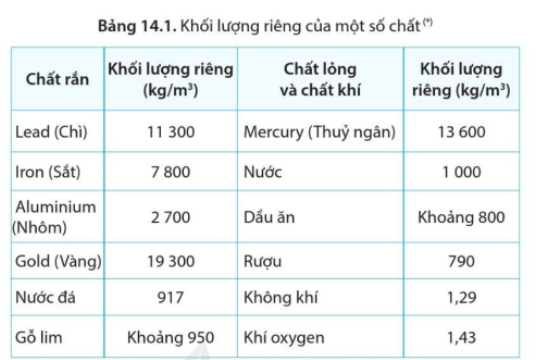 Bảng 14.1. Khối lượng riêng của một số chất(*)
Chất rắn | Khối lượng riêng (kg/m³) | Chất lỏng và chất khí | Khối lượng riêng (kg/m³)
Lead (Chì) | 11 300 | Mercury (Thuỷ ngân) | 13 600
Iron (Sắt) | 7 800 | Nước | 1 000
Aluminium (Nhôm) | 2 700 | Dầu ăn | Khoảng 800
Gold (Vàng) | 19 300 | Rượu | 790
Nước đá | 917 | Không khí | 1,29
Gỗ lim | Khoảng 950 | Khí oxygen | 1,43